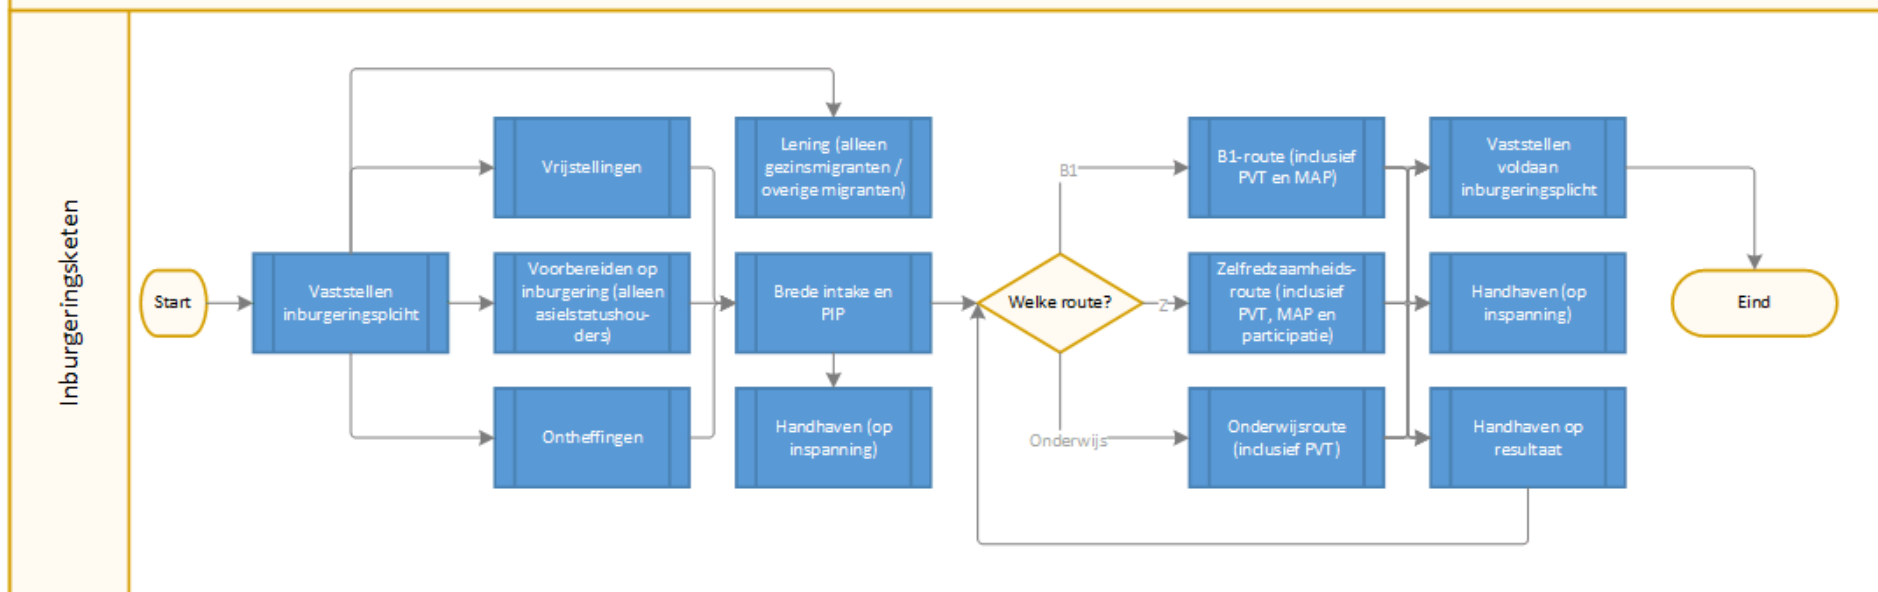 Inburgeringsketen
Start
Vaststellen
inburgeringsplciht
Vrijstellingen
Voorbereiden op
inburgering (alleen
asielstatushou-
ders)
Ontheffingen
Lening (alleen
gezinsmigranten /
overige migranten)
Brede intake en
PIP
Handhaven (op
inspanning)
Welke route?
B1
Z
Onderwijs
B1-route (inclusief
PVT en MAP)
Zelfredzaamheids-
route (inclusief
PVT, MAP en
participatie)
Onderwijsroute
(inclusief PVT)
Vaststellen
voldaan
inburgeringsplicht
Handhaven (op
inspanning)
Handhaven op
resultaat
Eind